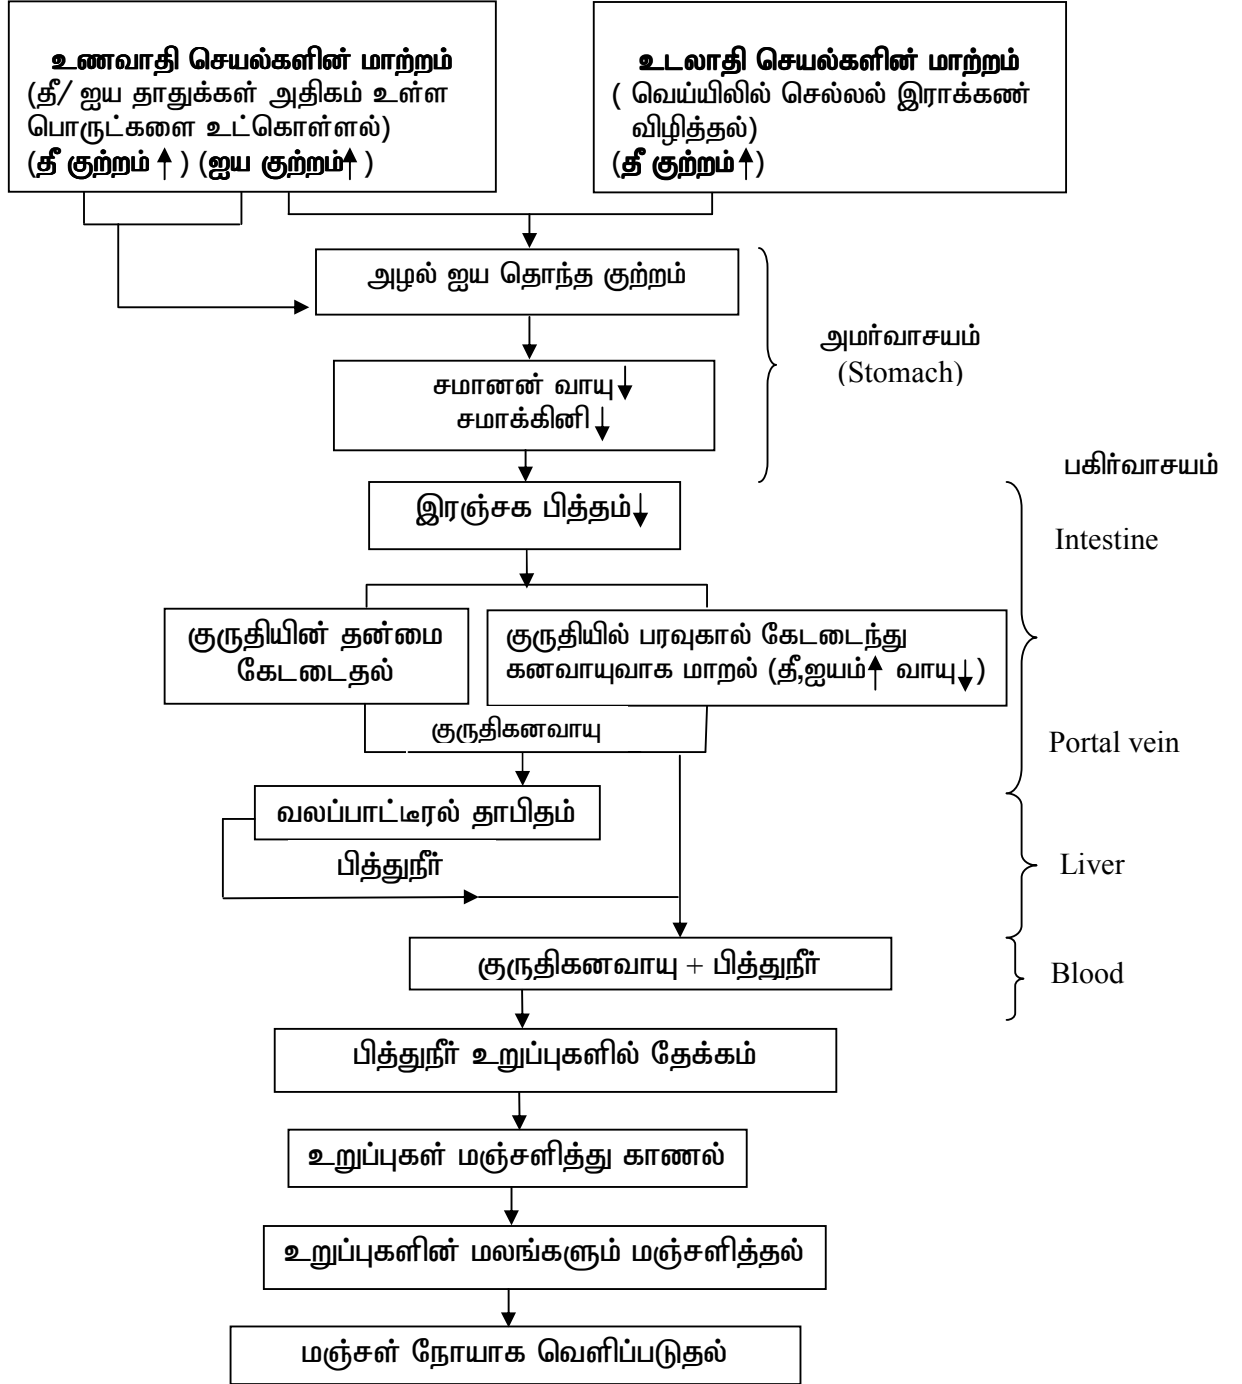 உணவாதி செயல்களின் மாற்றம்
(தீ/ ஐய தாதுக்கள் அதிகம் உள்ள
பொருட்களை உட்கொள்ளல்)
(தீ குற்றம் ↑) (ஐய குற்றம்↑ )
உடலாதி செயல்களின் மாற்றம்
( வெய்யிலில் செல்லல் இராக்கண்
விழித்தல்)
(தீ குற்றம்↑)
அழல் ஐய தொந்த குற்றம்
அமர்வாசயம்
(Stomach)
சமானன் வாயு↓
சமாக்கினி↓
பகிர்வாசயம்
இரஞ்சக பித்தம்↓
Intestine
குருதியின் தன்மை
கேடடைதல்
குருதியில் பரவுகால் கேடடைந்து
கனவாயுவாக மாறல் (தீ,ஐயம்↑ வாயு↓)
குருதிகனவாயு
Portal vein
வலப்பாட்டீரல் தாபிதம்
பித்துநீர்
Liver
குருதிகனவாயு + பித்துநீர்
Blood
பித்துநீர் உறுப்புகளில் தேக்கம்
உறுப்புகள் மஞ்சளித்து காணல்
உறுப்புகளின் மலங்களும் மஞ்சளித்தல்
மஞ்சள் நோயாக வெளிப்படுதல்